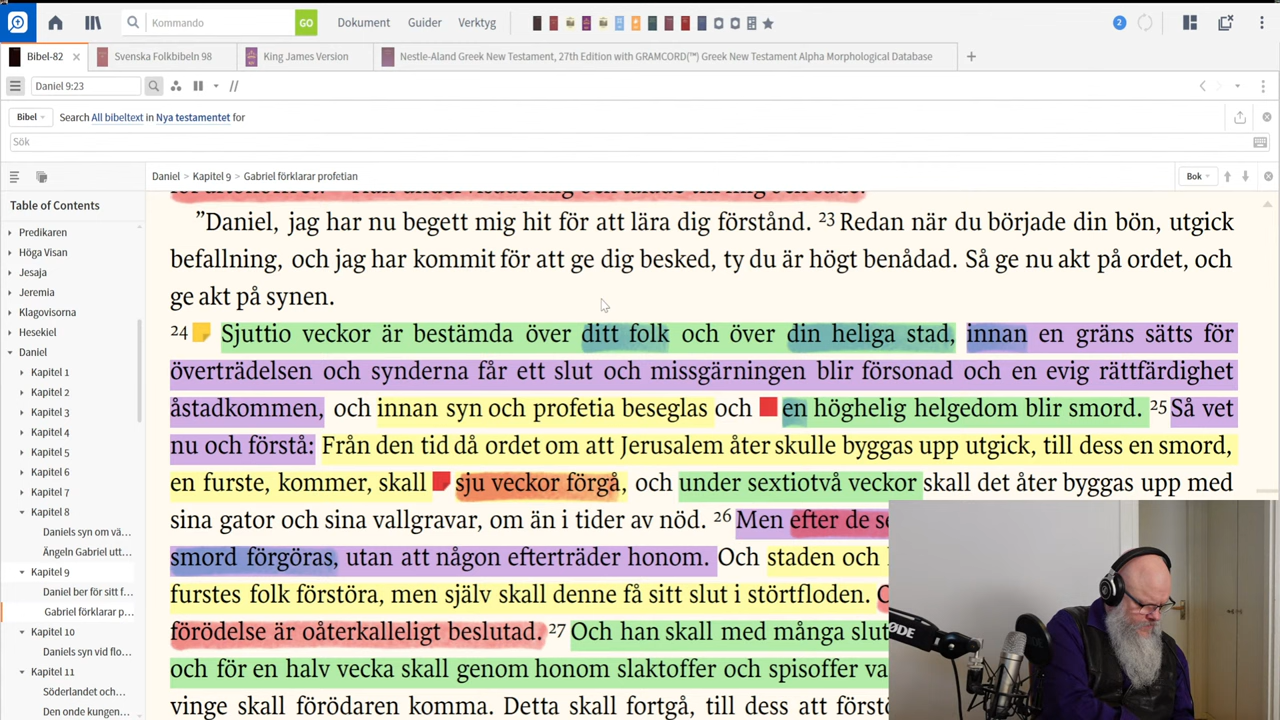 Kommando
GO
Dokument
Guider
Verktyg
2
Bibel-82
Svenska Folkbibeln 98
King James Version
Nestle-Aland Greek New Testament, 27th Edition with GRAMCORD(™) Greek New Testament Alpha Morphological Database
Daniel 9:23
//
Bibel
Search All bibeltext in Nya testamentet for
Sök
Daniel > Kapitel 9 > Gabriel förklarar profetian
Bok
Table of Contents
Predikaren
Höga Visan
Jesaja
Jeremia
Klagovisorna
Hesekiel
Daniel
Kapitel 1
Kapitel 2
Kapitel 3
Kapitel 4
Kapitel 5
Kapitel 6
Kapitel 7
Kapitel 8
Daniels syn om vä...
Ängeln Gabriel utt...
Kapitel 9
Daniel ber för sitt f...
Gabriel förklarar p...
Kapitel 10
Daniels syn vid flo...
Kapitel 11
Söderlandet och...
Den onde kungen...
”Daniel, jag har nu begett mig hit för att lära dig förstånd. 23 Redan när du började din bön, utgick
befallning, och jag har kommit för att ge dig besked, ty du är högt benådad. Så ge nu akt på ordet, och
ge akt på synen.
24 Sjuttio veckor är bestämda över ditt folk och över din heliga stad, innan en gräns sätts för
överträdelsen och synderna får ett slut och missgärningen blir försonad och en evig rättfärdighet
åstadkommen, och innan syn och profetia beseglas och en höghelig helgedom blir smord. 25 Så vet
nu och förstå: Från den tid då ordet om att Jerusalem åter skulle byggas upp utgick, till dess en smord,
en furste, kommer, skall sju veckor förgå, och under sextiotvå veckor skall det åter byggas upp med
sina gator och sina vallgravar, om än i tider av nöd. 26 Men efter de se
smord förgöras, utan att någon efterträder honom. Och staden och
furstes folk förstöra, men själv skall denne få sitt slut i störtfloden.
förödelse är oåterkalleligt beslutad. 27 Och han skall med många slut
och för en halv vecka skall genom honom slaktoffer och spisoffer va
vinge skall förödaren komma. Detta skall fortgå, till dess att förstö
RØDE